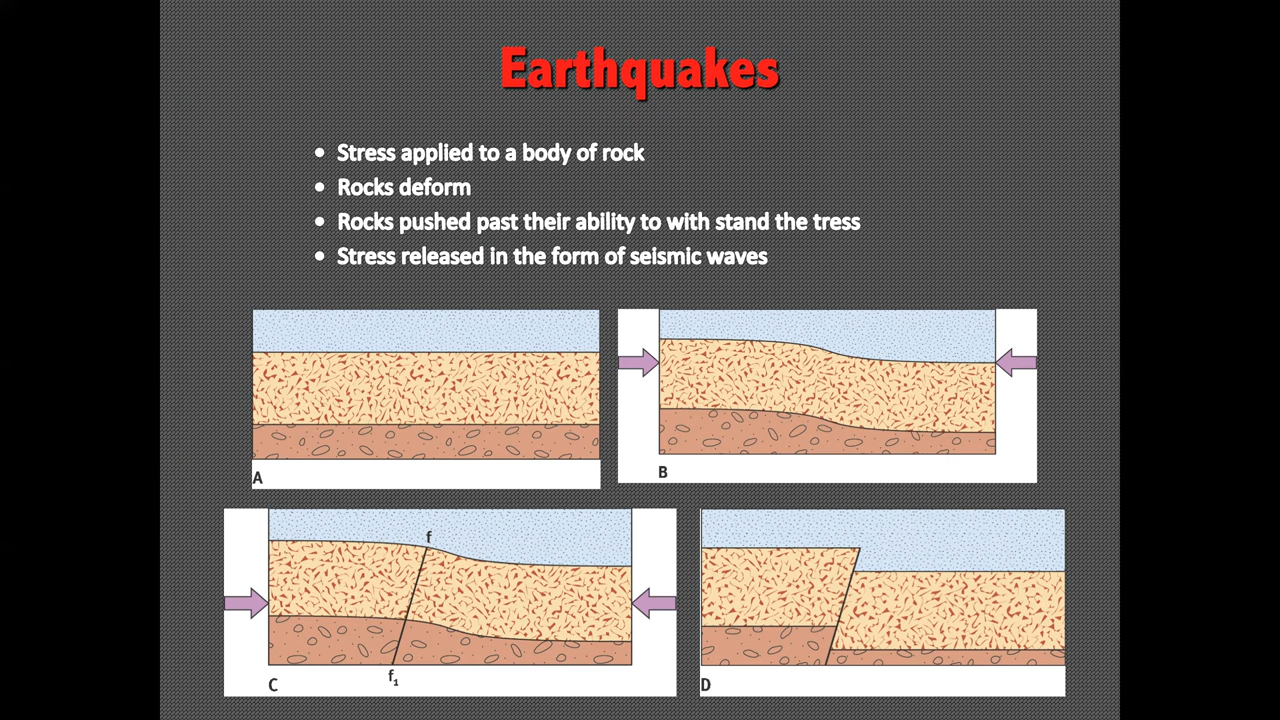 Earthquakes
• Stress applied to a body of rock
• Rocks deform
• Rocks pushed past their ability to with stand the tress
• Stress released in the form of seismic waves
A
B
f
f₁
C
D